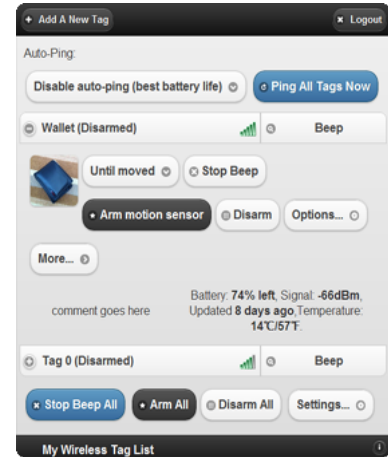 Add A New Tag
Logout
Auto-Ping:
Disable auto-ping (best battery life)
Ping All Tags Now
Wallet (Disarmed)
Beep
Until moved
Stop Beep
Arm motion sensor
Disarm
Options...
More...
comment goes here
Battery: 74% left, Signal: -66dBm,
Updated 8 days ago,Temperature:
14℃/57℉.
Tag 0 (Disarmed)
Beep
Stop Beep All
Arm All
Disarm All
Settings...
My Wireless Tag List